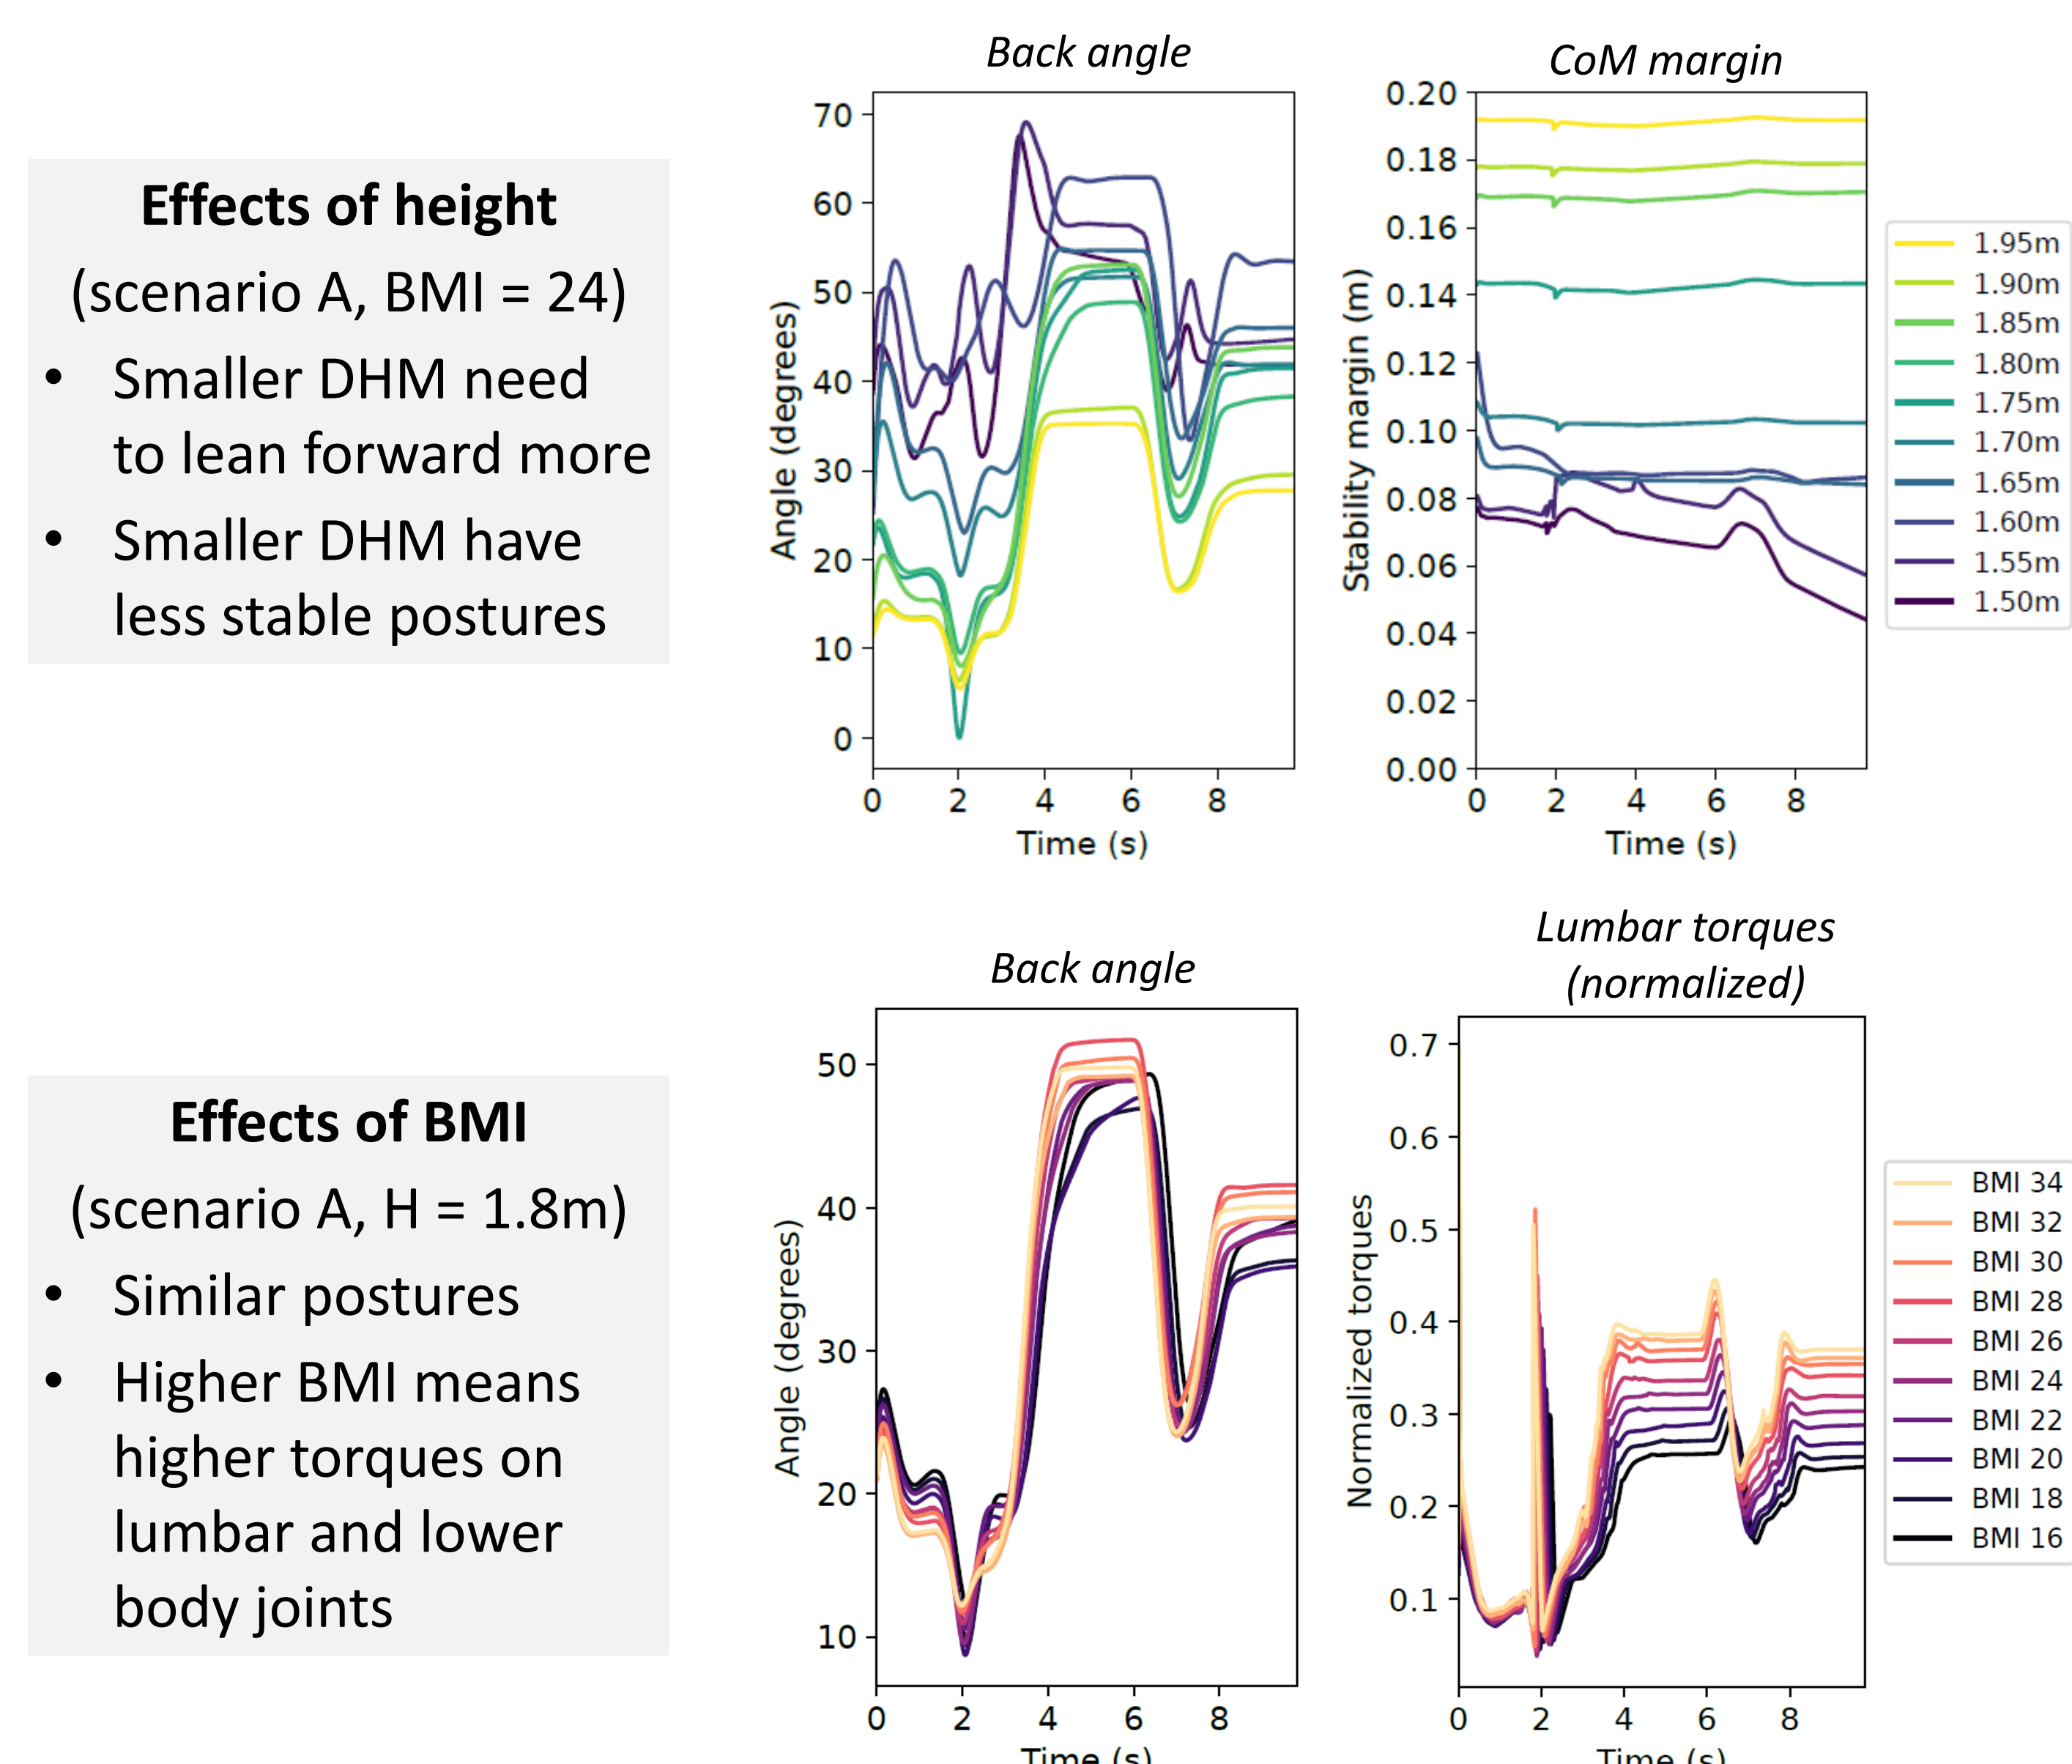 Effects of height
(scenario A, BMI = 24)
• Smaller DHM need
to lean forward more
• Smaller DHM have
less stable postures
Back angle
70
60
50
40
30
20
10
0
Angle (degrees)
0 2 4 6 8
Time (s)
CoM margin
0.20
0.18
0.16
0.14
0.12
0.10
0.08
0.06
0.04
0.02
0.00
Stability margin (m)
0 2 4 6 8
Time (s)
1.95m
1.90m
1.85m
1.80m
1.75m
1.70m
1.65m
1.60m
1.55m
1.50m
Effects of BMI
(scenario A, H = 1.8m)
• Similar postures
• Higher BMI means
higher torques on
lumbar and lower
body joints
Back angle
50
40
30
20
10
Angle (degrees)
0 2 4 6 8
Time (s)
Lumbar torques
(normalized)
0.7
0.6
0.5
0.4
0.3
0.2
0.1
Normalized torques
0 2 4 6 8
Time (s)
BMI 34
BMI 32
BMI 30
BMI 28
BMI 26
BMI 24
BMI 22
BMI 20
BMI 18
BMI 16